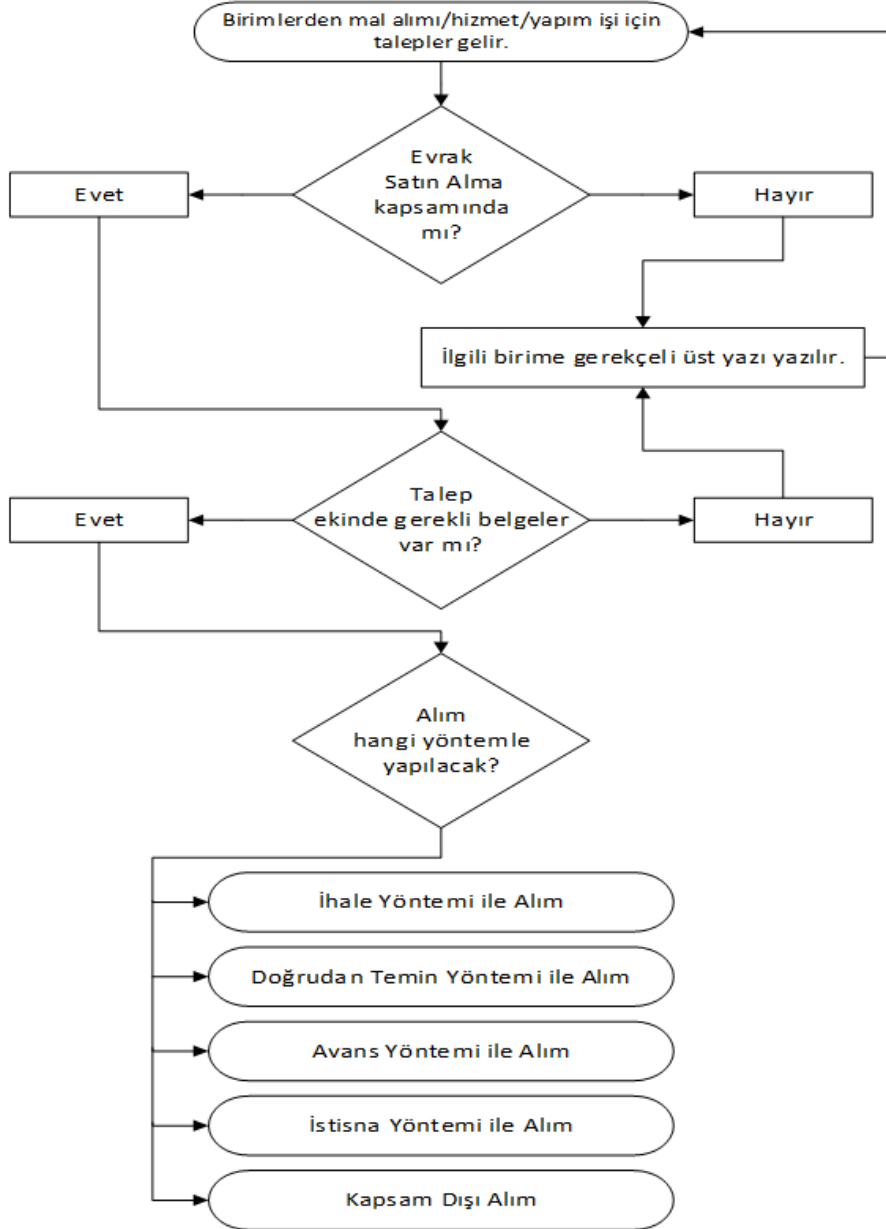 Birimlerden mal alımı/hizmet/yapım işi için
talepler gelir.
Evrak
Satın Alma
kapsamında
mı?
Evet
Hayır
İlgili birime gerekçeli üst yazı yazılır.
Talep
ekinde gerekli belgeler
var mı?
Evet
Hayır
Alım
hangi yöntemle
yapılacak?
İhale Yöntemi ile Alım
Doğrudan Temin Yöntemi ile Alım
Avans Yöntemi ile Alım
İstisna Yöntemi ile Alım
Kapsam Dışı Alım